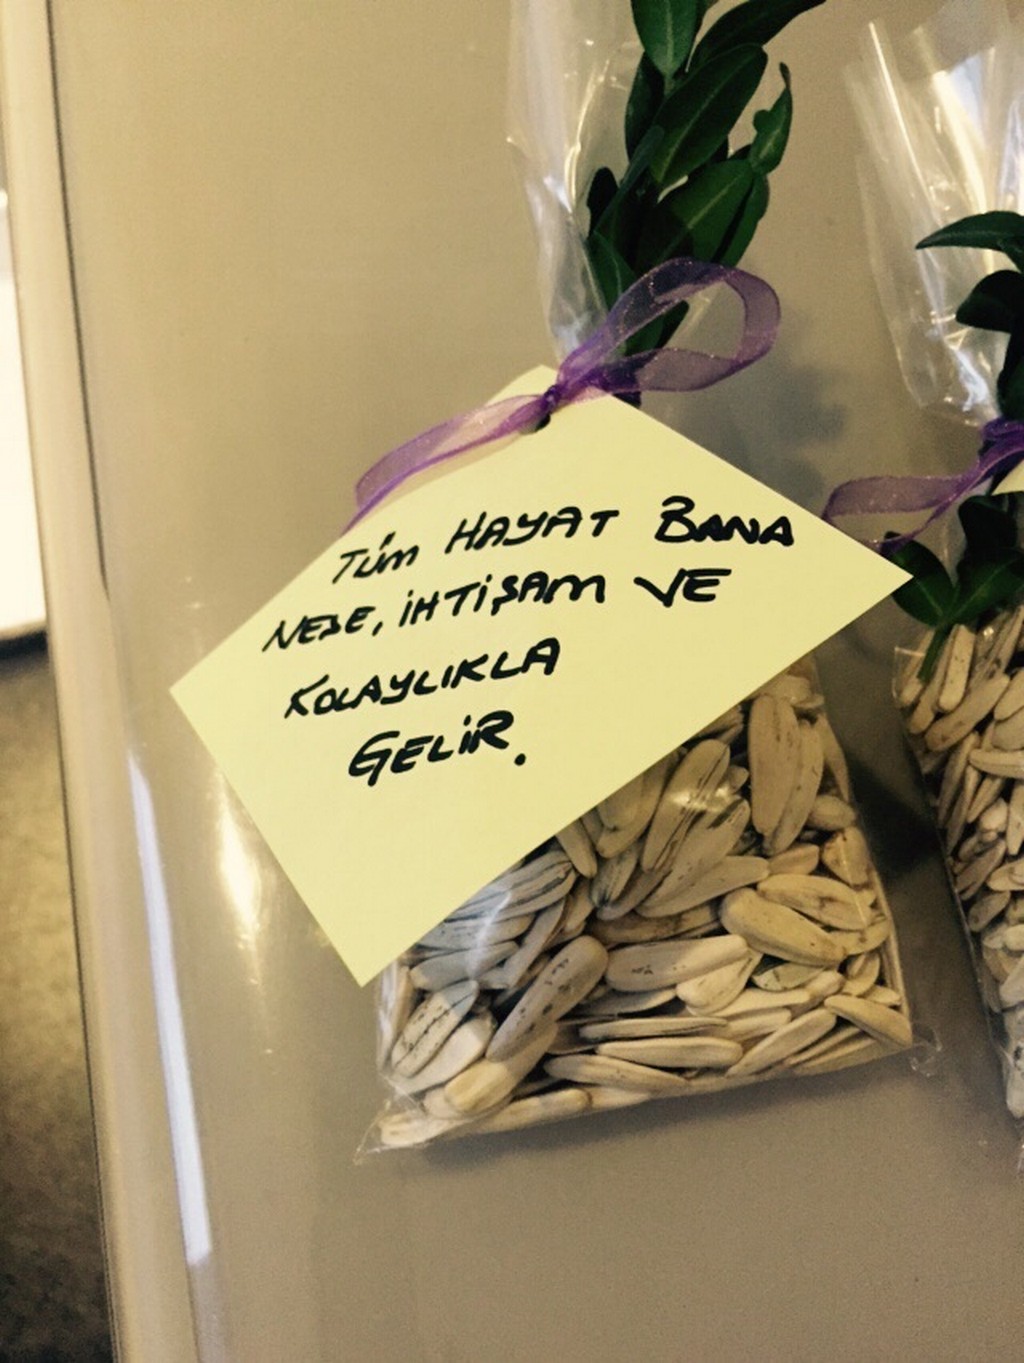 TÜM HAYAT BANA
NEŞE, İHTİŞAM VE
KOLAYLIKLA
GELİR.